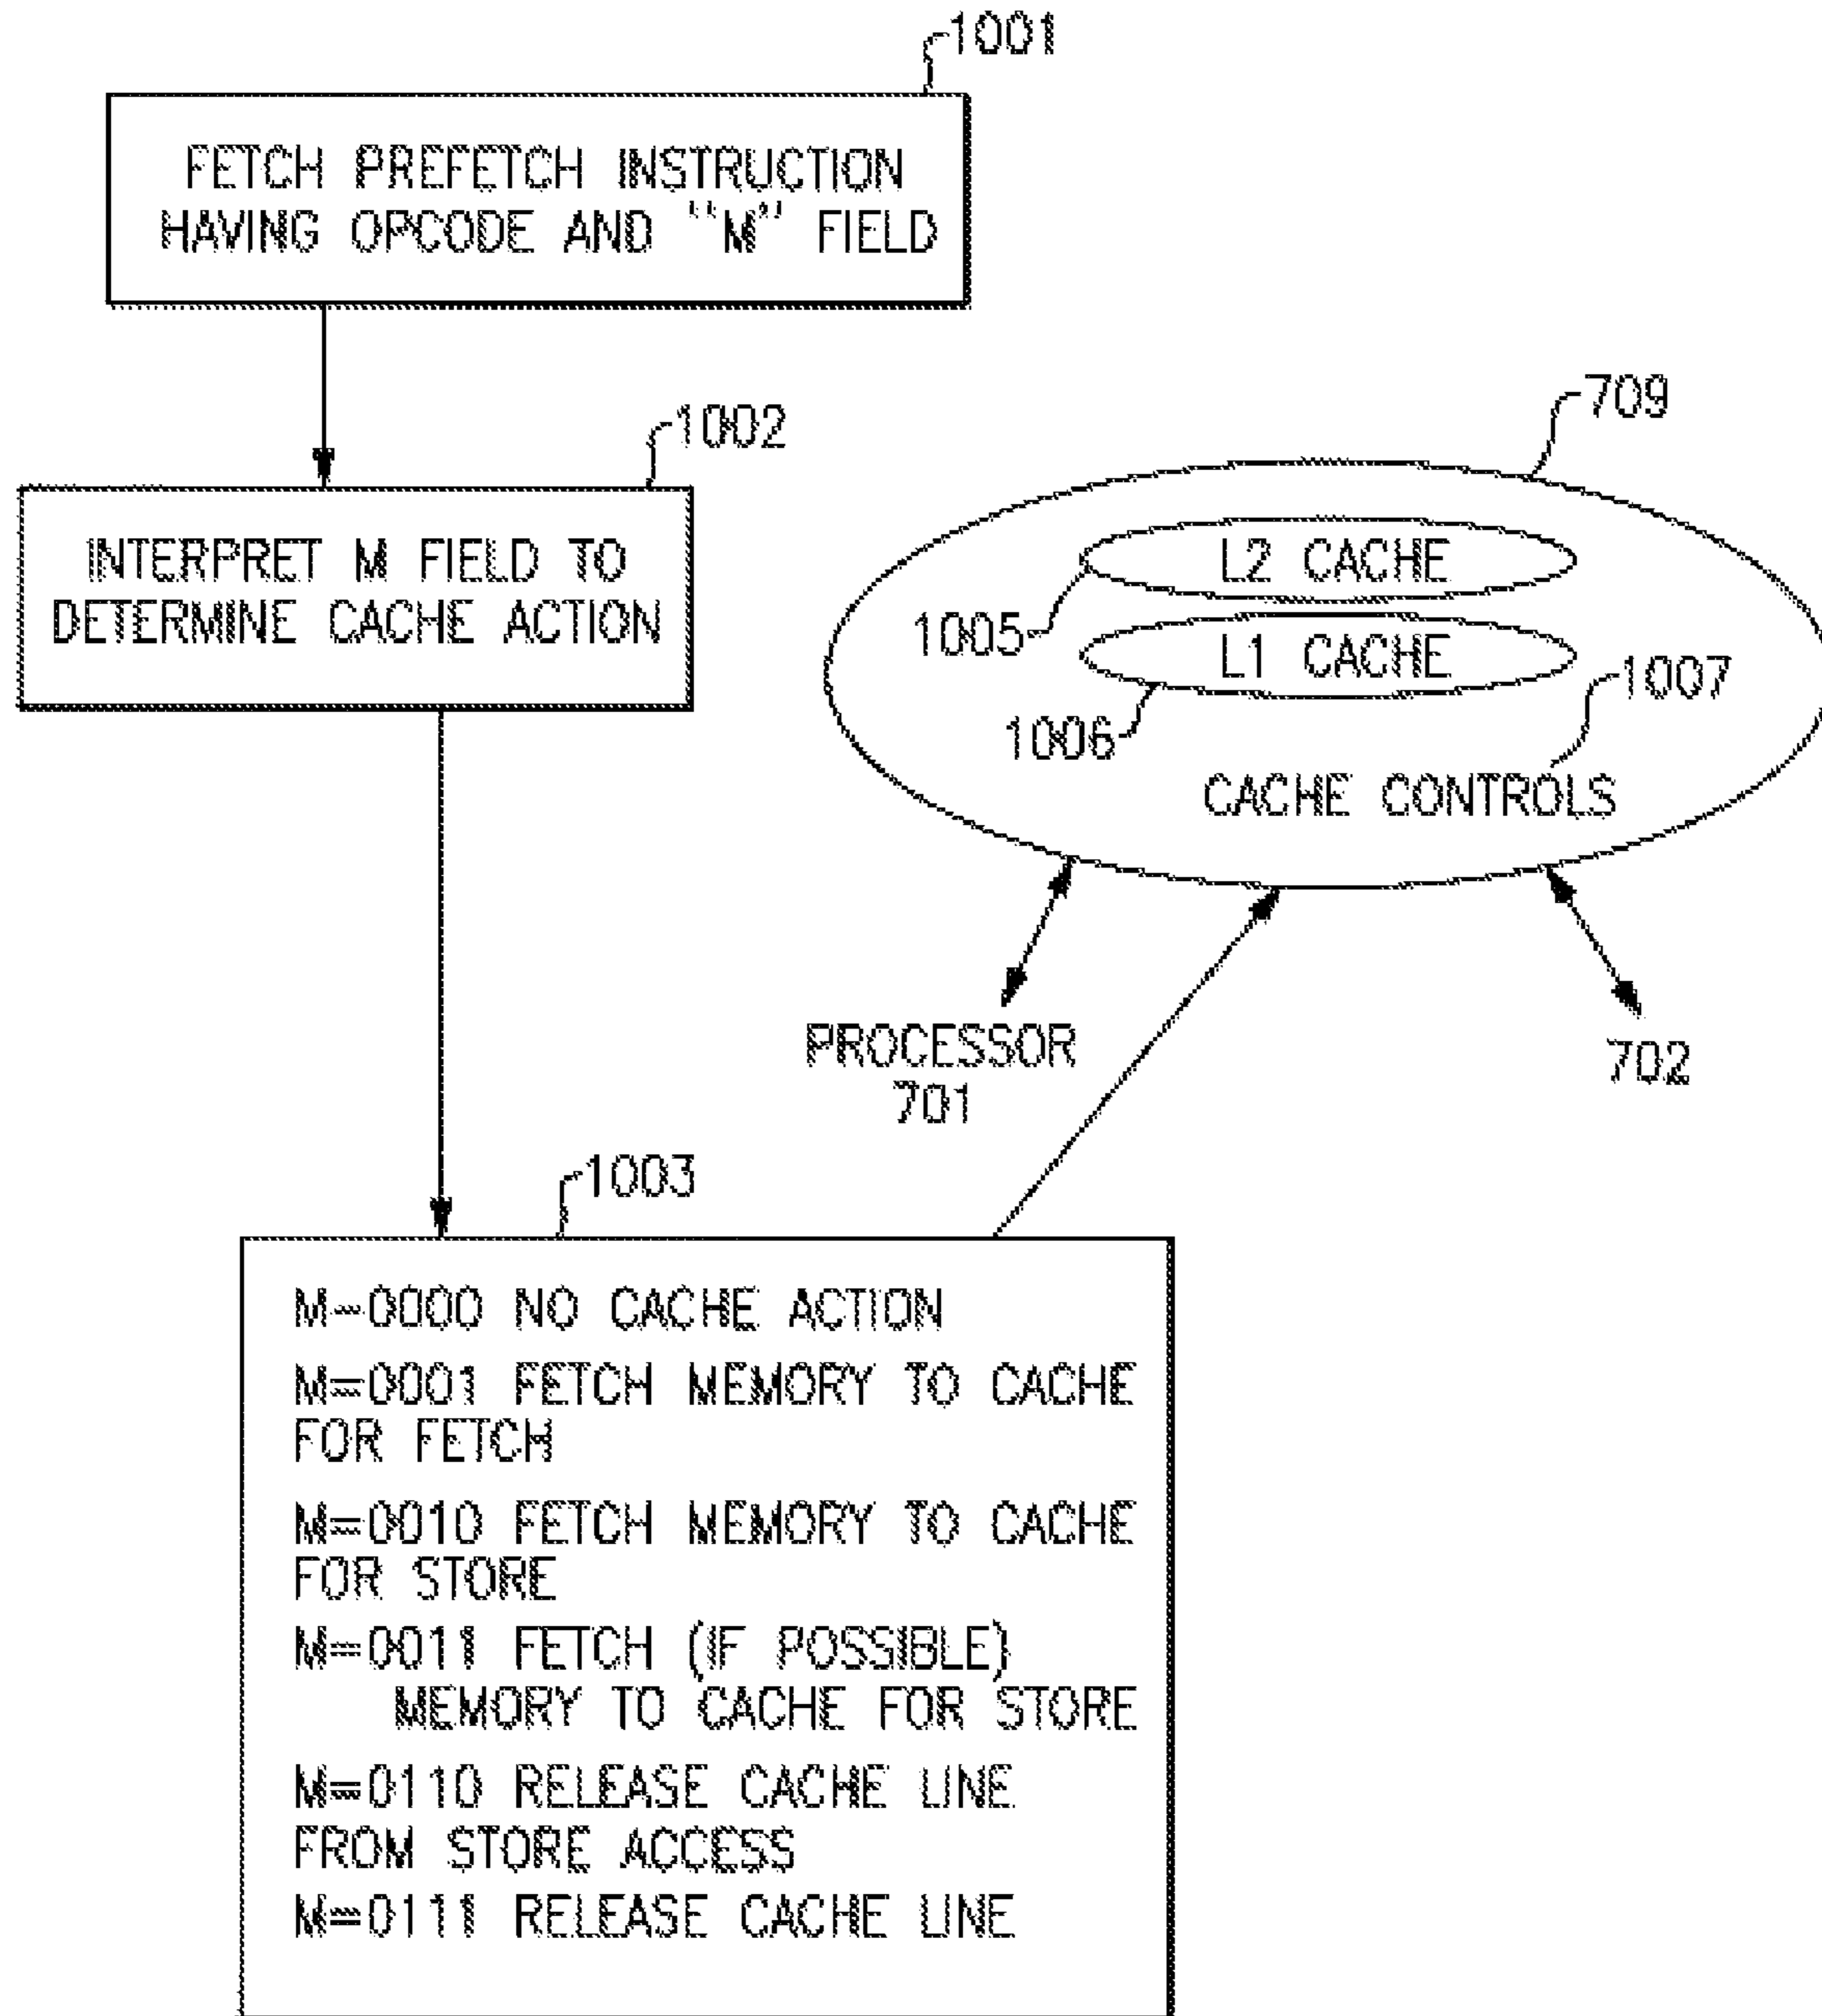 1001
FETCH PREFETCH INSTRUCTION
HAVING OPCODE AND "M" FIELD
1002
INTERPRET M FIELD TO
DETERMINE CACHE ACTION
709
L2 CACHE
1005
L1 CACHE
1006
1007
CACHE CONTROLS
PROCESSOR
701
702
1003
M=0000 NO CACHE ACTION
M=0001 FETCH MEMORY TO CACHE
FOR FETCH
M=0010 FETCH MEMORY TO CACHE
FOR STORE
M=0011 FETCH (IF POSSIBLE)
MEMORY TO CACHE FOR STORE
M=0110 RELEASE CACHE LINE
FROM STORE ACCESS
M=0111 RELEASE CACHE LINE